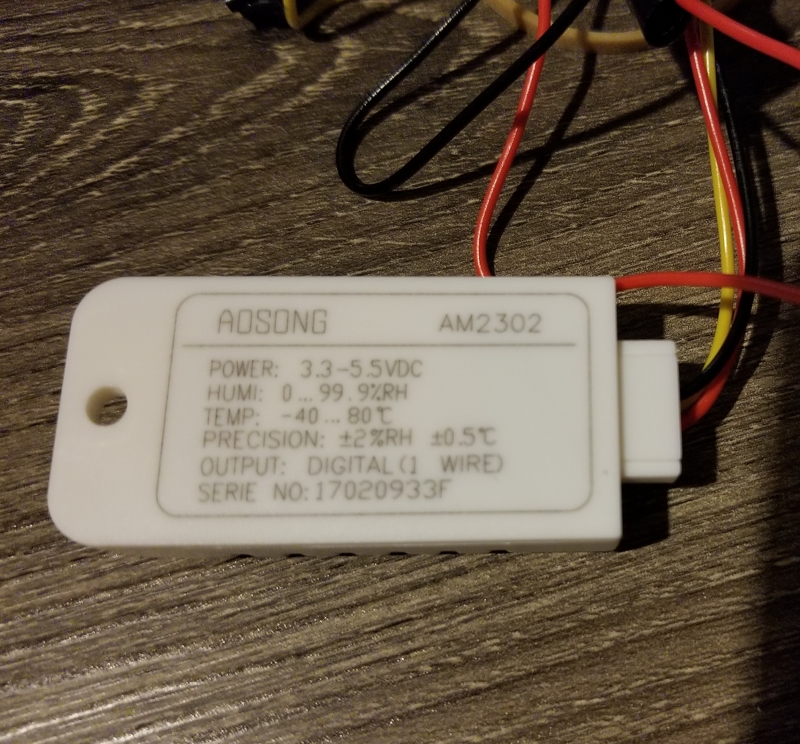 AOSONG AM2302
POWER: 3.3-5.5VDC
HUMI: 0...99.9%RH
TEMP: -40...80℃
PRECISION: ±2%RH ±0.5℃
OUTPUT: DIGITAL(1 WIRE)
SERIE NO:17020933F